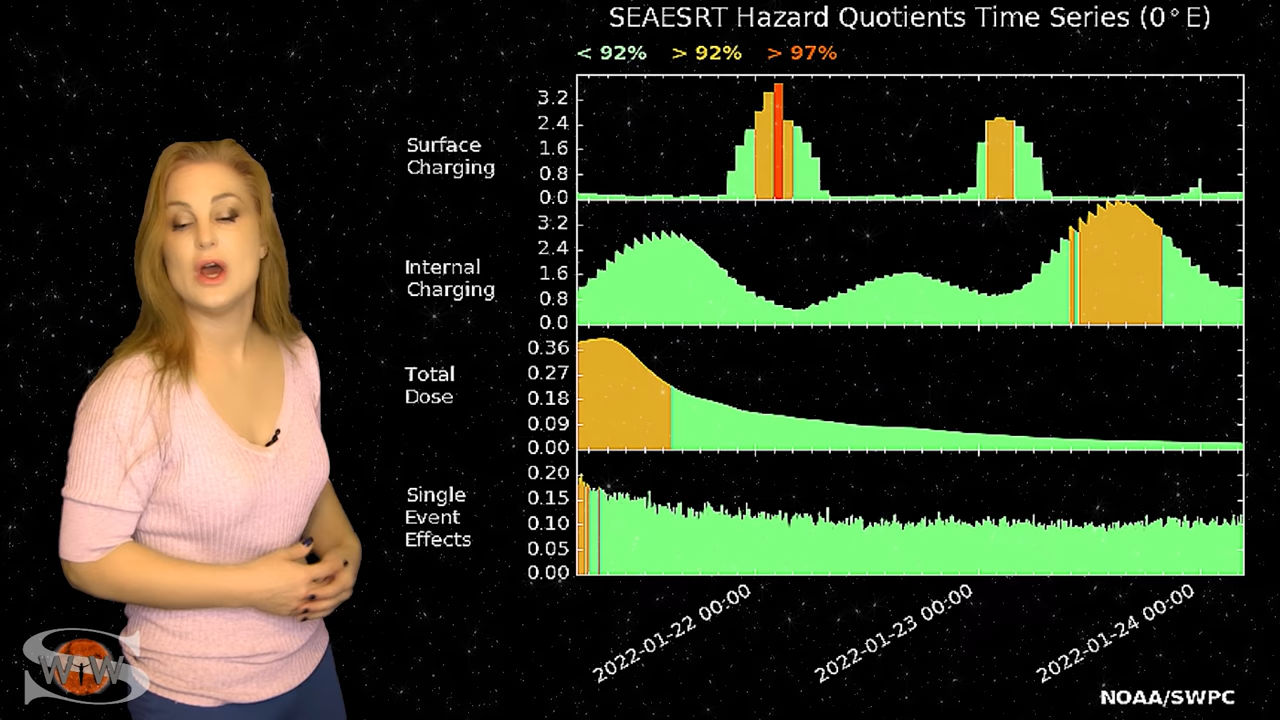 SEAESRT Hazard Quotients Time Series (0°E)
< 92% > 92% > 97%
Surface
Charging
3.2
2.4
1.6
0.8
0.0
Internal
Charging
3.2
2.4
1.6
0.8
0.0
Total
Dose
0.36
0.27
0.18
0.09
0.00
Single
Event
Effects
0.20
0.15
0.10
0.05
0.00
2022-01-22 00:00
2022-01-23 00:00
2022-01-24 00:00
SWTW
NOAA/SWPC